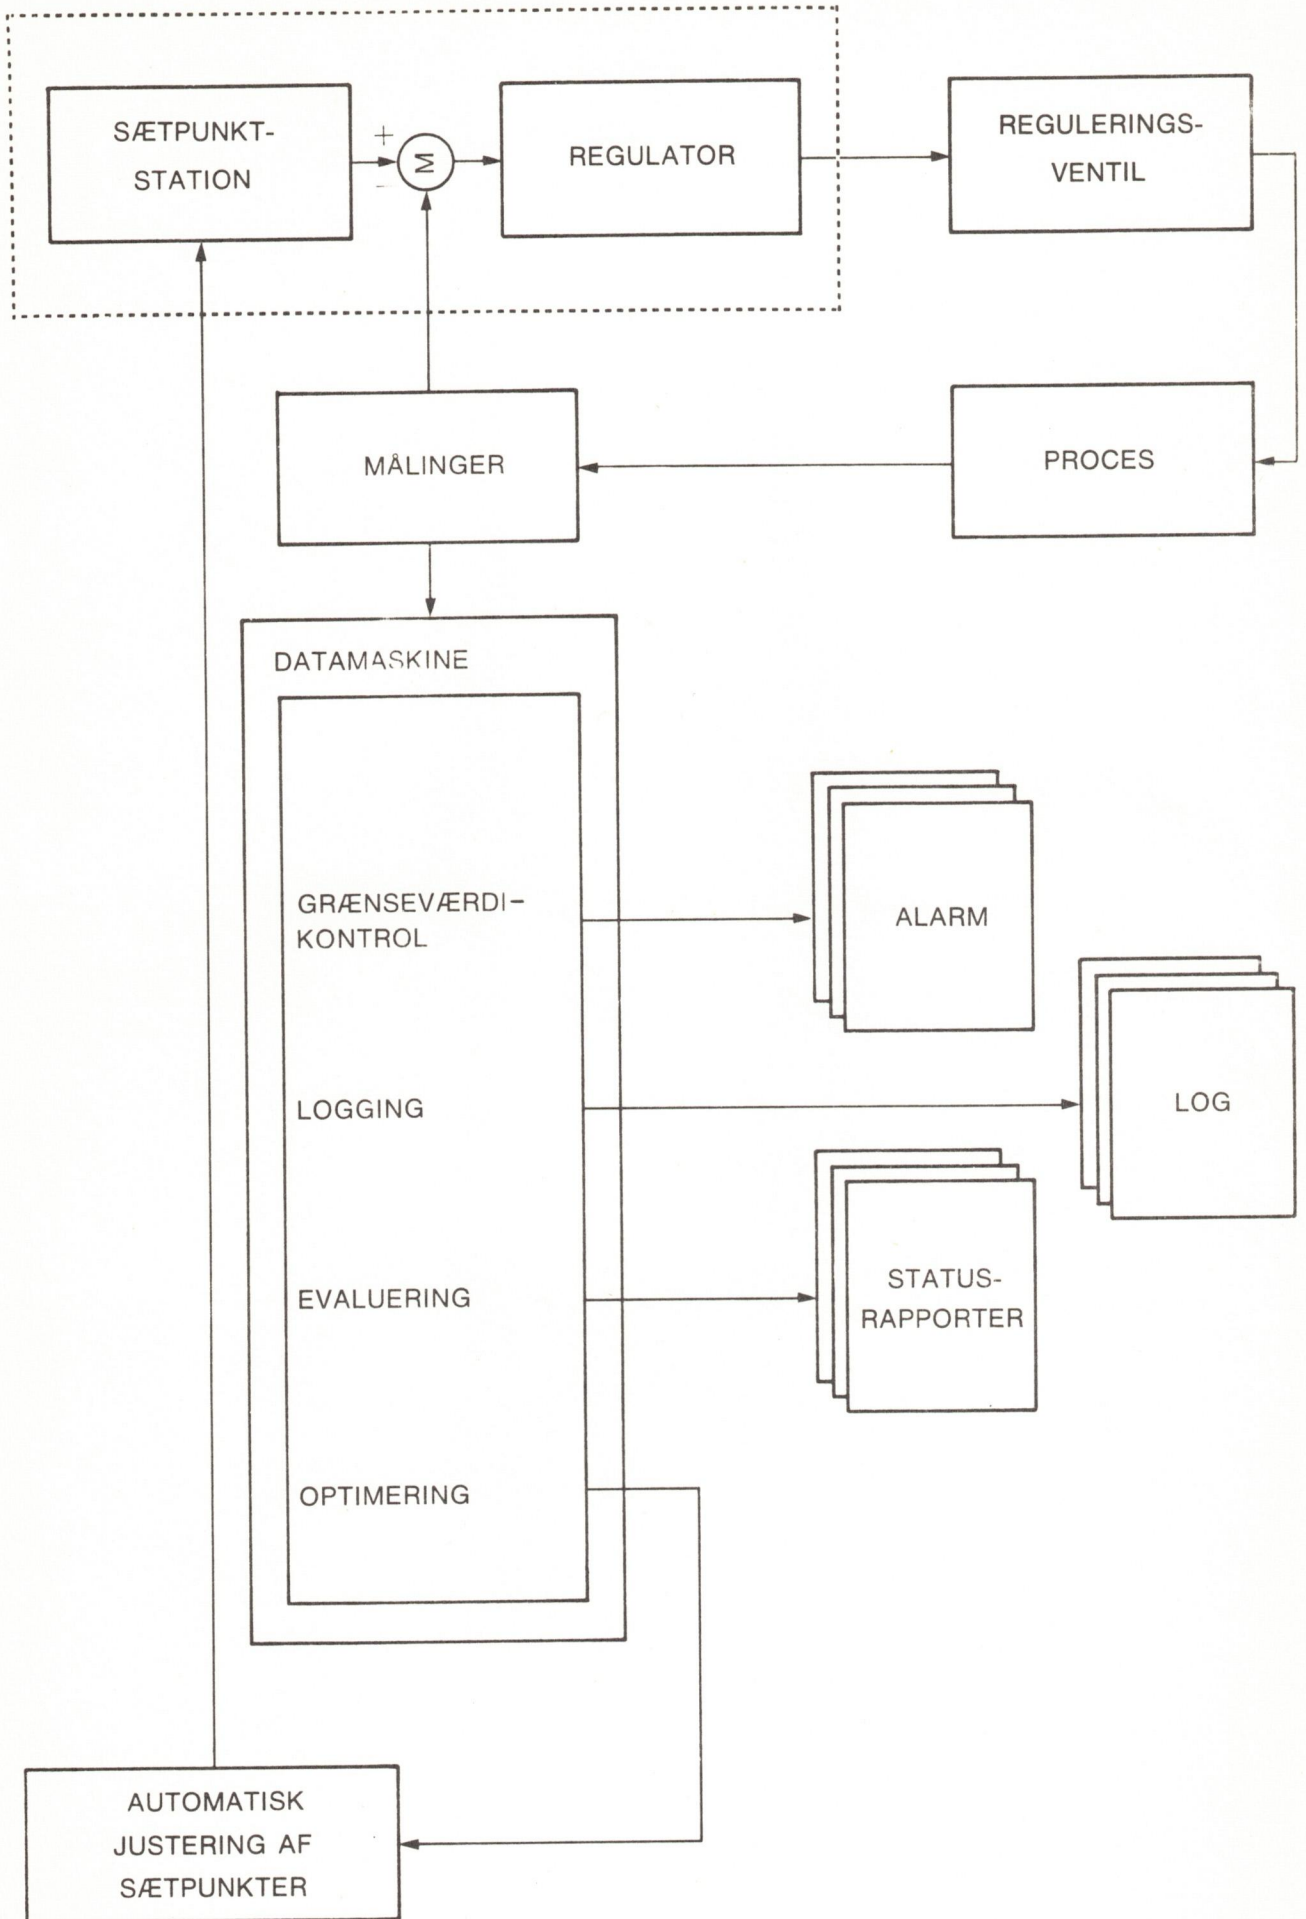 SÆTPUNKT-
STATION
+
−
Σ
REGULATOR
REGULERINGS-
VENTIL
MÅLINGER
PROCES
DATAMASKINE
GRÆNSEVÆRDI-
KONTROL
ALARM
LOGGING
LOG
EVALUERING
STATUS-
RAPPORTER
OPTIMERING
AUTOMATISK
JUSTERING AF
SÆTPUNKTER